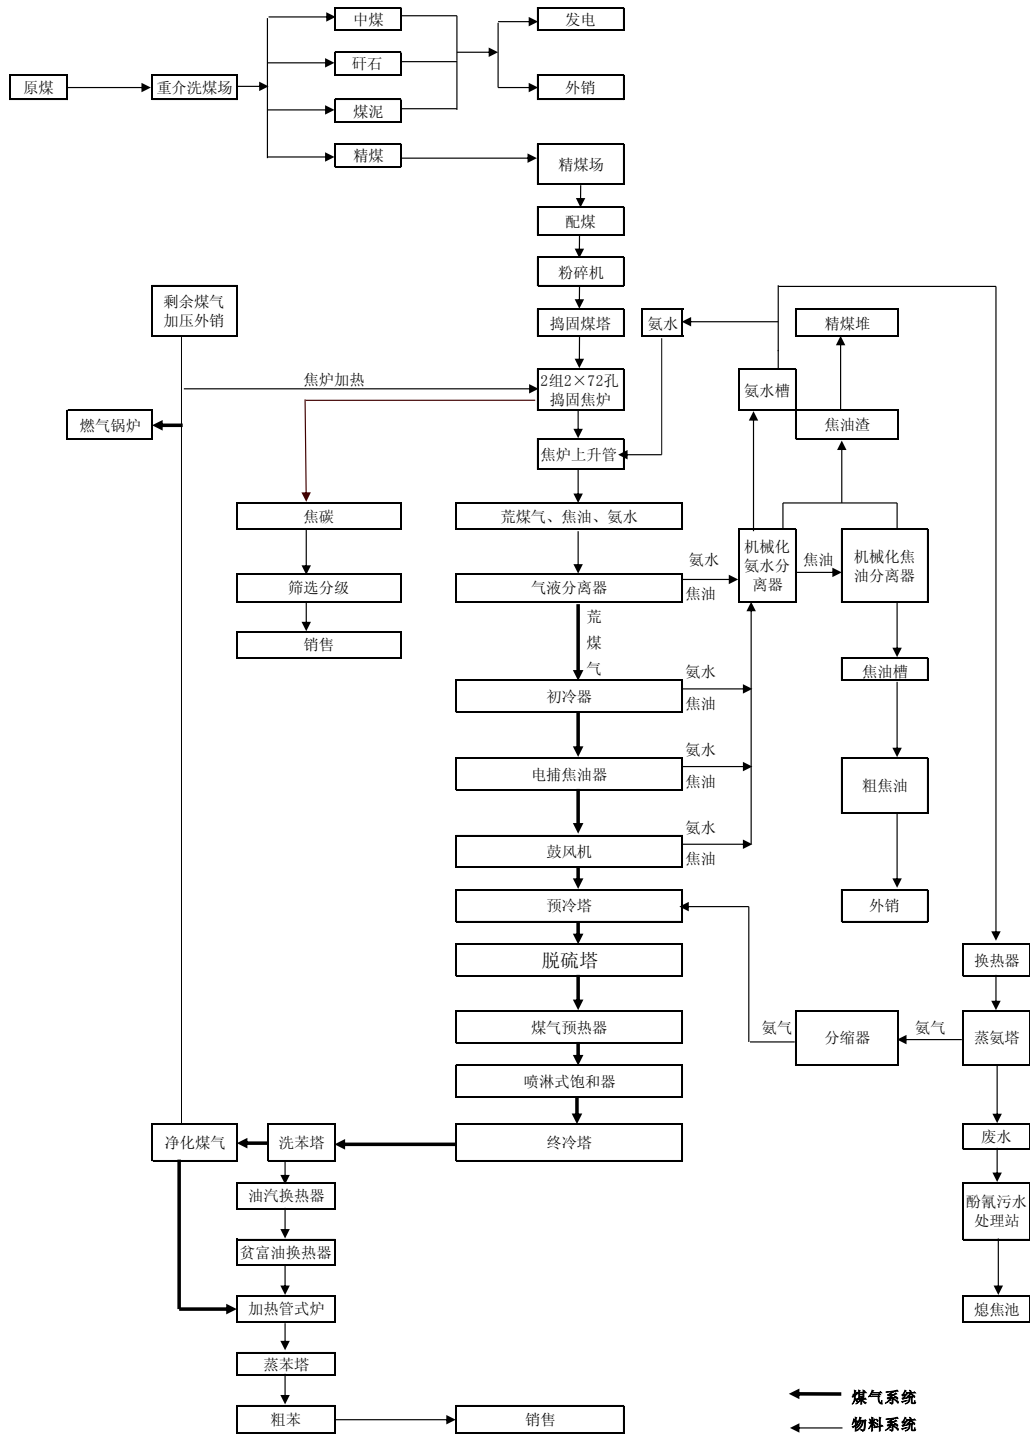 中煤
发电
矸石
原煤
重介洗煤场
外销
煤泥
精煤
精煤场
配煤
粉碎机
剩余煤气
加压外销
捣固煤塔
氨水
精煤堆
焦炉加热
2组2×72孔
捣固焦炉
氨水槽
燃气锅炉
焦油渣
焦炉上升管
焦碳
荒煤气、焦油、氨水
机械化
氨水分
离器
机械化焦
油分离器
氨水
焦油
焦油
筛选分级
气液分离器
荒
煤
气
销售
氨水
焦油
焦油槽
初冷器
氨水
焦油
电捕焦油器
粗焦油
氨水
焦油
鼓风机
预冷塔
外销
脱硫塔
换热器
煤气预热器
氨气
分缩器
氨气
蒸氨塔
喷淋式饱和器
净化煤气
洗苯塔
终冷塔
废水
油汽换热器
酚氰污水
处理站
贫富油换热器
加热管式炉
熄焦池
蒸苯塔
粗苯
销售
煤气系统
物料系统